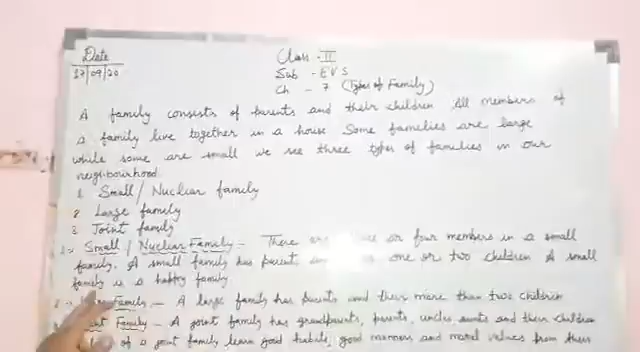 Date
17/09/20
Class - II
Sub - EVS
Ch - 7 (Types of Family)
A family consists of parents and their children All members of
a family live together in a house Some families are large
while some are small we see three types of families in our
neighbourhood.
1 Small / Nuclear family
2 Large family
3 Joint family
1 - Small / Nuclear Family - There are or four members in a small
family. A small family has parent one or two children A small
family is a happy family
2 Family - A large family has parents and their more than two children
Family - A joint family has grandparents, parents, uncles aunts and their children
of a joint family learn good habits, good manners and moral values from their